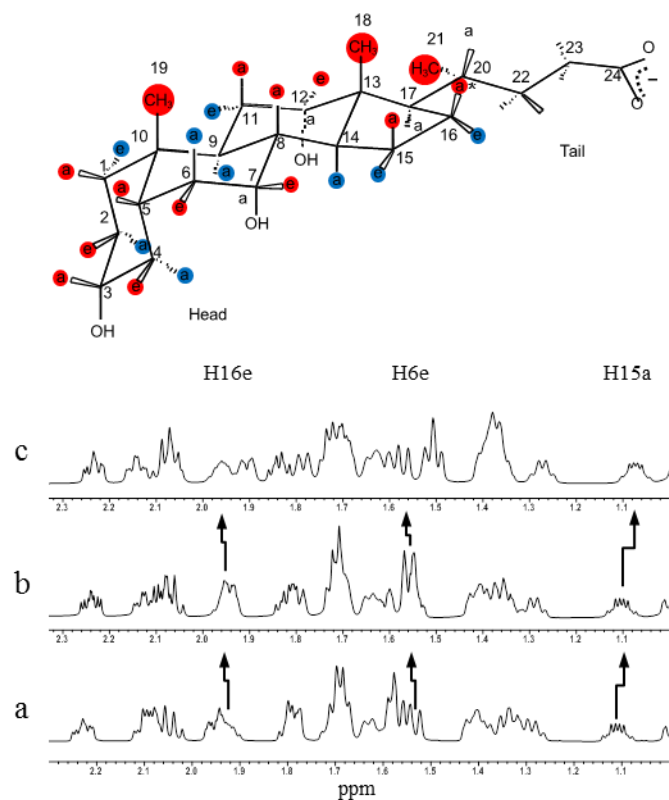 18
a
CH₃
21
23
19
H₃C
20
24
O
a
e
13
CH₃
a
12
17
a*
22
O
−
10
e
11
a
a
a
16
e
Tail
e
a
9
8
14
15
1
a
OH
a
6
7
a
e
a
a
5
e
a
e
2
OH
e
a
4
a
a
3
e
Head
OH
H16e H6e H15a
c
2.3 2.2 2.1 2.0 1.9 1.8 1.7 1.6 1.5 1.4 1.3 1.2 1.1
b
2.3 2.2 2.1 2.0 1.9 1.8 1.7 1.6 1.5 1.4 1.3 1.2 1.1
a
2.2 2.1 2.0 1.9 1.8 1.7 1.6 1.5 1.4 1.3 1.2 1.1
ppm